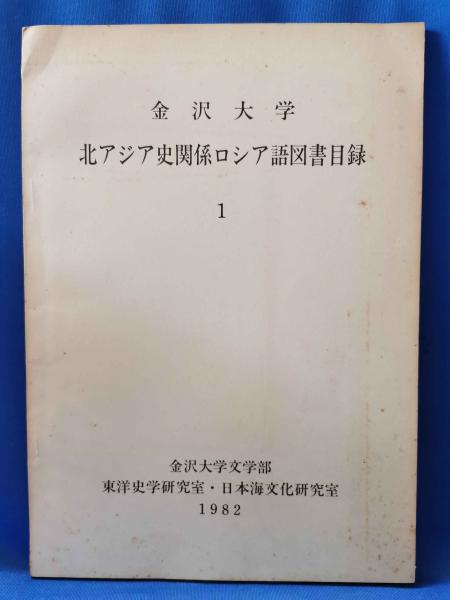 金沢大学
北アジア史関係ロシア語図書目録
1
金沢大学文学部
東洋史学研究室・日本海文化研究室
1982